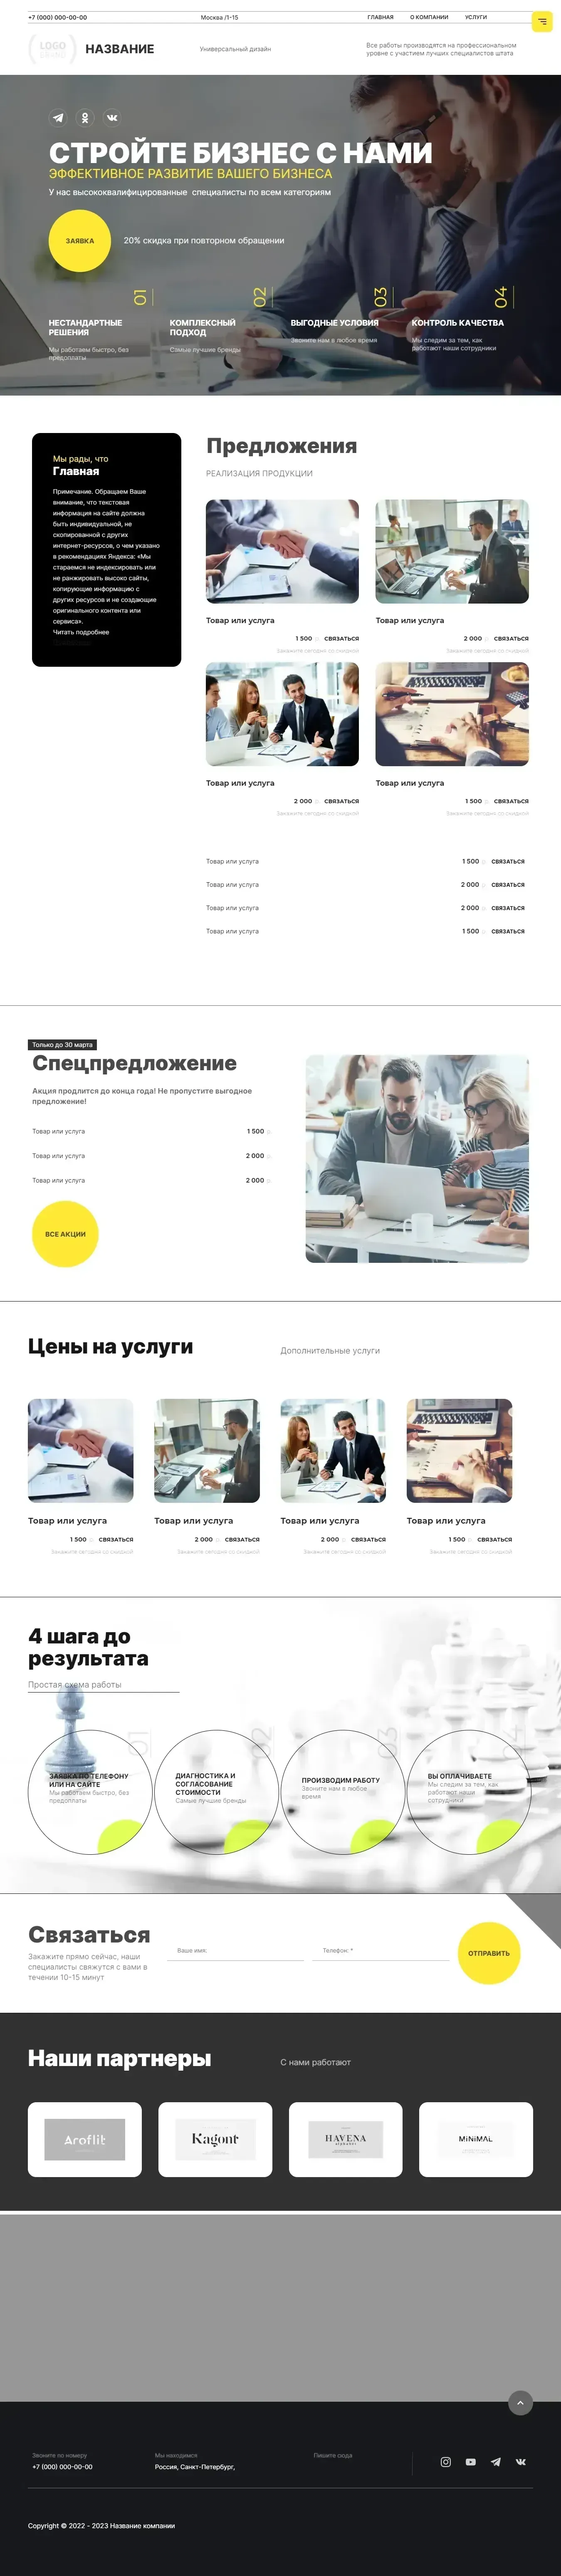 +7 (000) 000-00-00
Москва /1-15
ГЛАВНАЯ
О КОМПАНИИ
УСЛУГИ
LOGO
НАЗВАНИЕ
Универсальный дизайн
Все работы производятся на профессиональном
уровне с участием лучших специалистов штата
СТРОЙТЕ БИЗНЕС С НАМИ
ЭФФЕКТИВНОЕ РАЗВИТИЕ ВАШЕГО БИЗНЕСА
У нас высококвалифицированные специалисты по всем категориям
ЗАЯВКА
20% скидка при повторном обращении
01
02
03
04
НЕСТАНДАРТНЫЕ
РЕШЕНИЯ
Мы работаем быстро, без
предоплаты
КОМПЛЕКСНЫЙ
ПОДХОД
Самые лучшие бренды
ВЫГОДНЫЕ УСЛОВИЯ
Звоните нам в любое время
КОНТРОЛЬ КАЧЕСТВА
Мы следим за тем, как
работают наши сотрудники
Мы рады, что
Главная
Примечание. Обращаем Ваше
внимание, что текстовая
информация на сайте должна
быть индивидуальной, не
скопированной с других
интернет-ресурсов, о чем указано
в рекомендациях Яндекса: «Мы
стараемся не индексировать или
не ранжировать высоко сайты,
копирующие информацию с
других ресурсов и не создающие
оригинального контента или
сервиса».
Читать подробнее
Предложения
РЕАЛИЗАЦИЯ ПРОДУКЦИИ
Товар или услуга
1 500 СВЯЗАТЬСЯ
Закажите сегодня со скидкой
Товар или услуга
2 000 СВЯЗАТЬСЯ
Закажите сегодня со скидкой
Товар или услуга
2 000 СВЯЗАТЬСЯ
Закажите сегодня со скидкой
Товар или услуга
1 500 СВЯЗАТЬСЯ
Закажите сегодня со скидкой
Товар или услуга 1 500 СВЯЗАТЬСЯ
Товар или услуга 2 000 СВЯЗАТЬСЯ
Товар или услуга 2 000 СВЯЗАТЬСЯ
Товар или услуга 1 500 СВЯЗАТЬСЯ
Только до 30 марта
Спецпредложение
Акция продлится до конца года! Не пропустите выгодное
предложение!
Товар или услуга 1 500
Товар или услуга 2 000
Товар или услуга 2 000
ВСЕ АКЦИИ
Цены на услуги
Дополнительные услуги
Товар или услуга
1 500 СВЯЗАТЬСЯ
Закажите сегодня со скидкой
Товар или услуга
2 000 СВЯЗАТЬСЯ
Закажите сегодня со скидкой
Товар или услуга
2 000 СВЯЗАТЬСЯ
Закажите сегодня со скидкой
Товар или услуга
1 500 СВЯЗАТЬСЯ
Закажите сегодня со скидкой
4 шага до
результата
Простая схема работы
01
02
03
ЗАЯВКА ПО ТЕЛЕФОНУ
ИЛИ НА САЙТЕ
Мы работаем быстро, без
предоплаты
ДИАГНОСТИКА И
СОГЛАСОВАНИЕ
СТОИМОСТИ
Самые лучшие бренды
ПРОИЗВОДИМ РАБОТУ
Звоните нам в любое
время
ВЫ ОПЛАЧИВАЕТЕ
Мы следим за тем, как
работают наши
сотрудники
Связаться
Закажите прямо сейчас, наши
специалисты свяжутся с вами в
течении 10-15 минут
Ваше имя:
Телефон: *
ОТПРАВИТЬ
Наши партнеры
С нами работают
Aroflit
Kagont
HAVENA
alphabet
MiNiMAL
Звоните по номеру
+7 (000) 000-00-00
Мы находимся
Россия, Санкт-Петербург,
Пишите сюда
Copyright © 2022 - 2023 Название компании